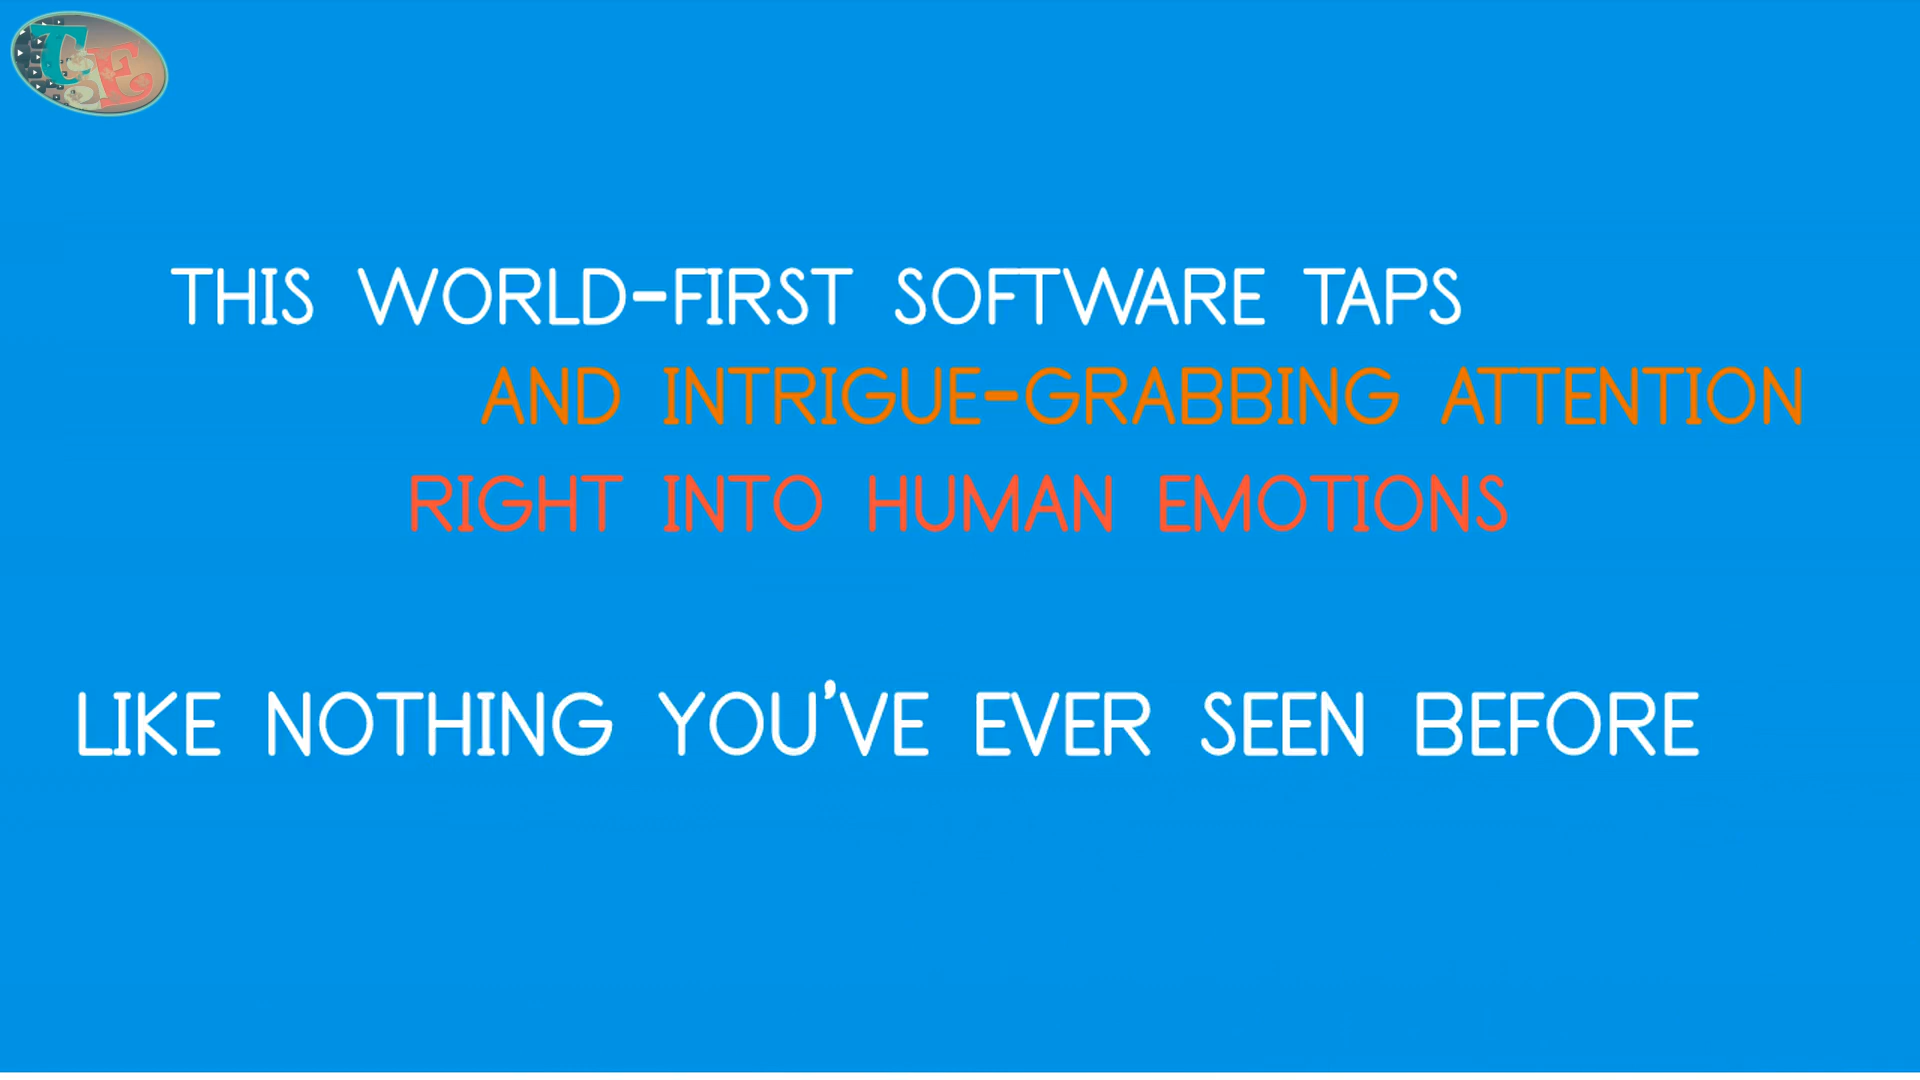 THIS WORLD-FIRST SOFTWARE TAPS
AND INTRIGUE-GRABBING ATTENTION
RIGHT INTO HUMAN EMOTIONS
LIKE NOTHING YOU'VE EVER SEEN BEFORE